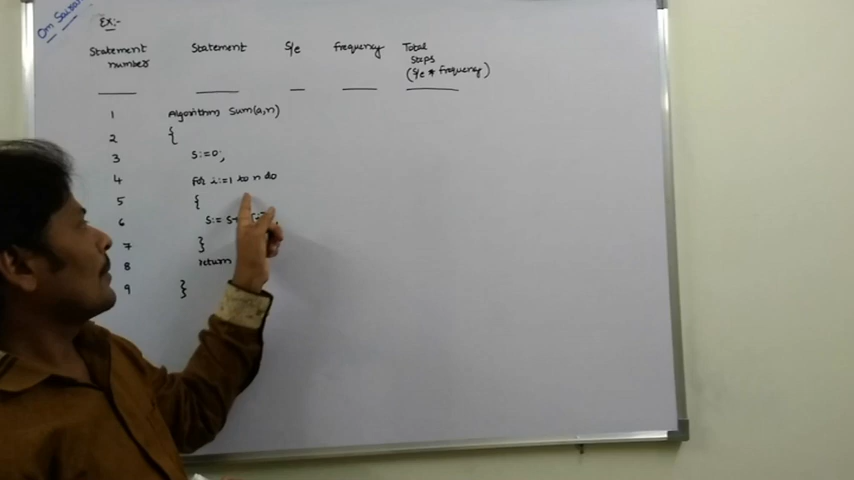 Om Sairam
Ex:-
Statement number Statement S/e frequency Total Steps (S/e * frequency)
1 Algorithm Sum(a,n)
2 {
3 S:=0;
4 for i:=1 to n do
5 {
6 S:= S+
7 }
8 return
9 }